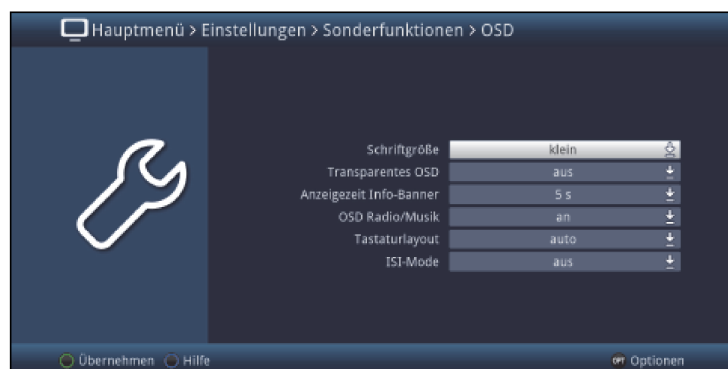 Hauptmenü > Einstellungen > Sonderfunktionen > OSD
Schriftgröße klein
Transparentes OSD aus
Anzeigezeit Info-Banner 5 s
OSD Radio/Musik an
Tastaturlayout auto
ISI-Mode aus
Übernehmen Hilfe OPT Optionen